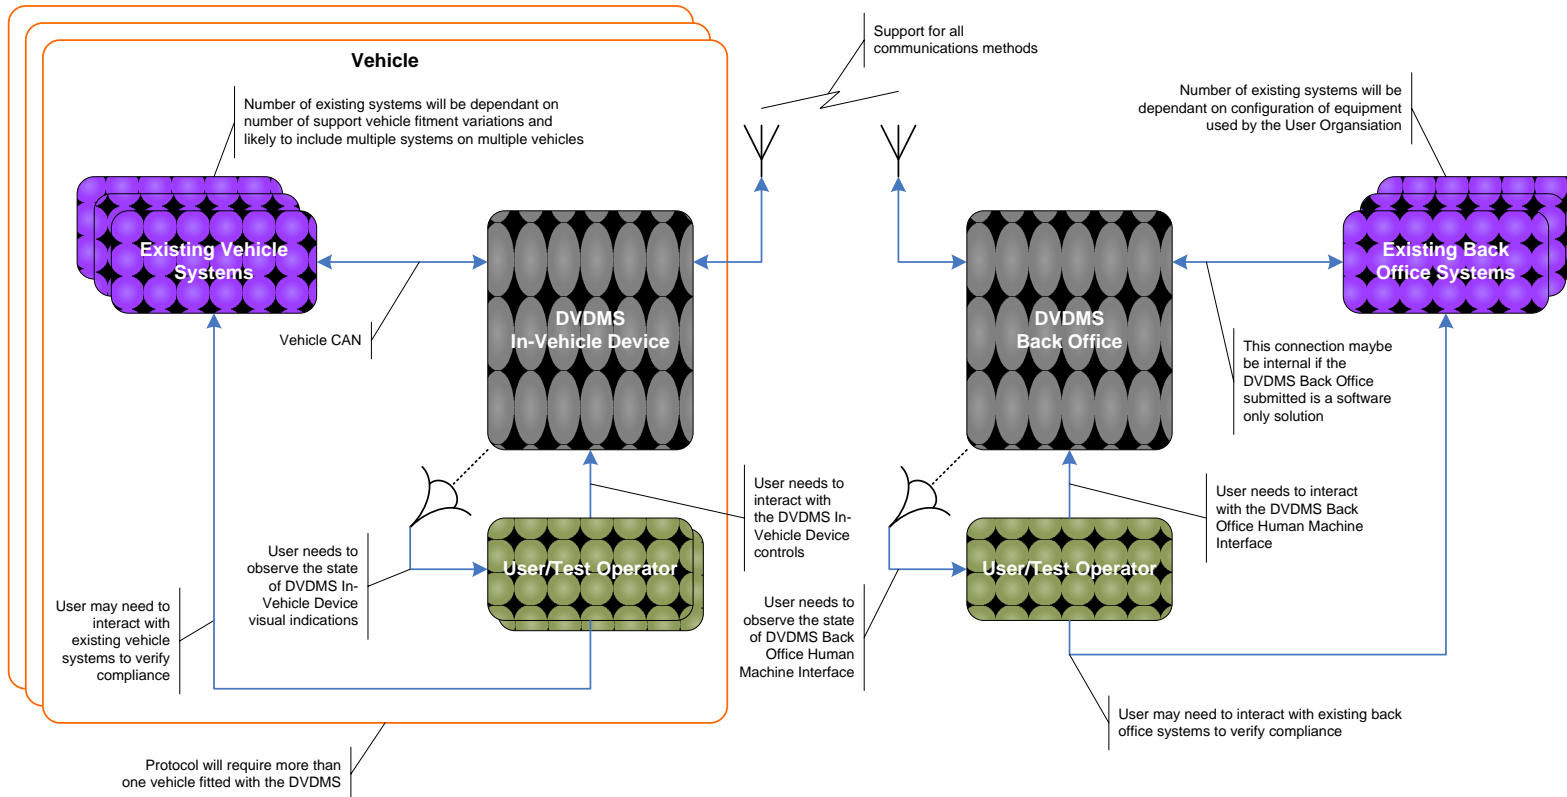 Vehicle
Support for all
communications methods
Number of existing systems will be dependant on
number of support vehicle fitment variations and
likely to include multiple systems on multiple vehicles
Number of existing systems will be
dependant on configuration of equipment
used by the User Organsiation
Existing Vehicle
Systems
Existing Back
Office Systems
DVDMS
In-Vehicle Device
DVDMS
Back Office
Vehicle CAN
This connection maybe
be internal if the
DVDMS Back Office
submitted is a software
only solution
User needs to
interact with
the DVDMS In-
Vehicle Device
controls
User needs to interact
with the DVDMS Back
Office Human Machine
Interface
User needs to
observe the state
of DVDMS In-
Vehicle Device
visual indications
User/Test Operator
User/Test Operator
User may need to
interact with
existing vehicle
systems to verify
compliance
User needs to
observe the state
of DVDMS Back
Office Human
Machine Interface
User may need to interact with existing back
office systems to verify compliance
Protocol will require more than
one vehicle fitted with the DVDMS